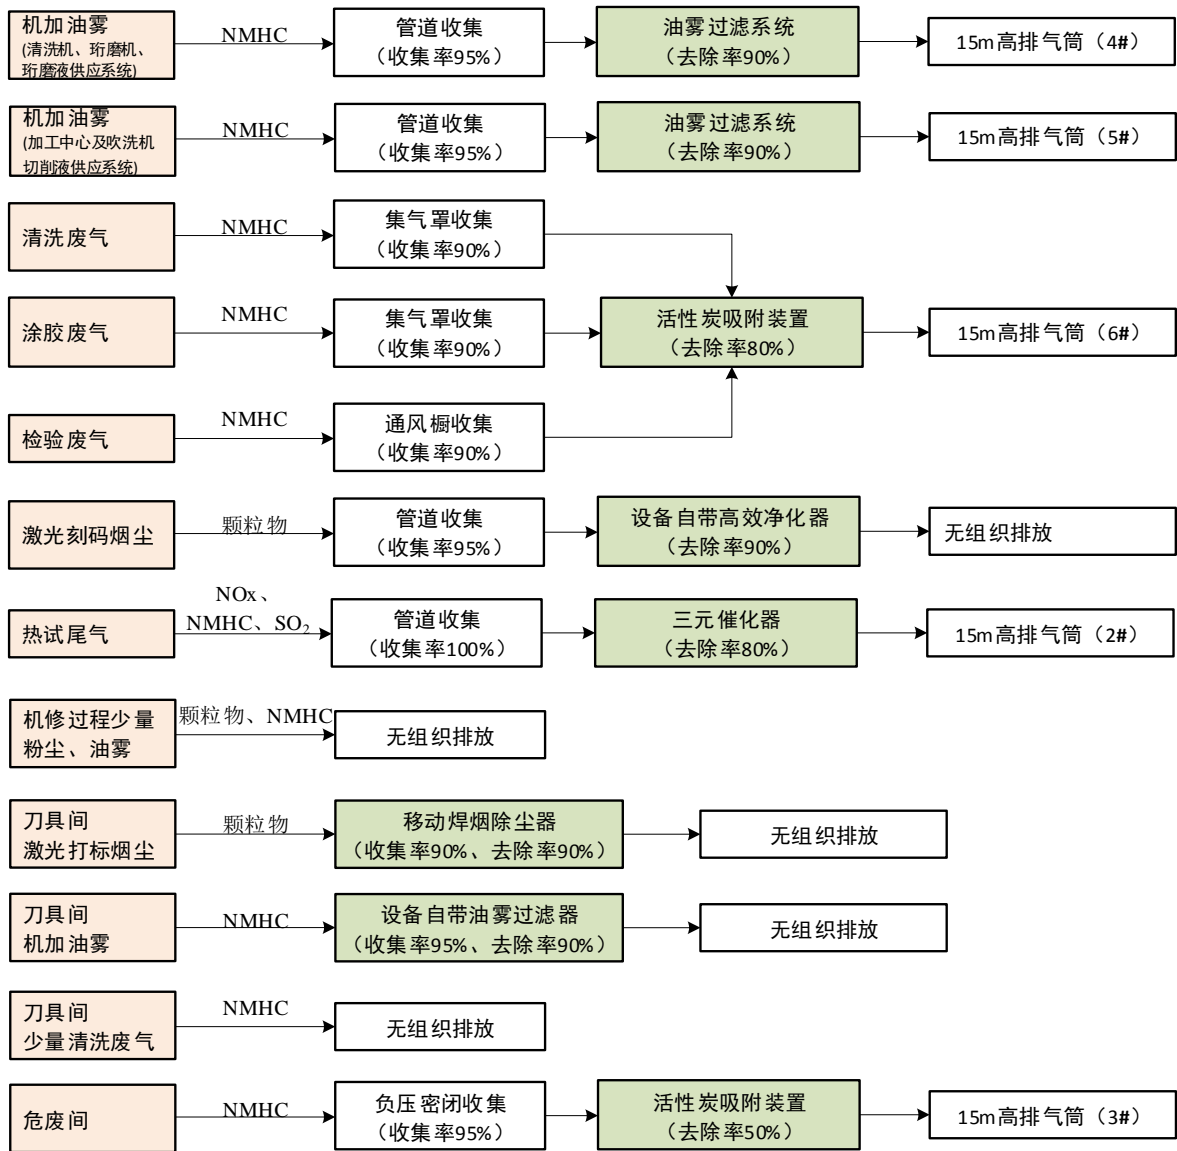 机加油雾
(清洗机、珩磨机、
珩磨液供应系统)
NMHC
管道收集
（收集率95%）
油雾过滤系统
（去除率90%）
15m高排气筒（4#）
机加油雾
(加工中心及吹洗机
切削液供应系统)
NMHC
管道收集
（收集率95%）
油雾过滤系统
（去除率90%）
15m高排气筒（5#）
清洗废气
NMHC
集气罩收集
（收集率90%）
涂胶废气
NMHC
集气罩收集
（收集率90%）
活性炭吸附装置
（去除率80%）
15m高排气筒（6#）
检验废气
NMHC
通风橱收集
（收集率90%）
激光刻码烟尘
颗粒物
管道收集
（收集率95%）
设备自带高效净化器
（去除率90%）
无组织排放
热试尾气
NOx、
NMHC、SO₂
管道收集
（收集率100%）
三元催化器
（去除率80%）
15m高排气筒（2#）
机修过程少量
粉尘、油雾
颗粒物、NMHC
无组织排放
刀具间
激光打标烟尘
颗粒物
移动焊烟除尘器
（收集率90%、去除率90%）
无组织排放
刀具间
机加油雾
NMHC
设备自带油雾过滤器
（收集率95%、去除率90%）
无组织排放
刀具间
少量清洗废气
NMHC
无组织排放
危废间
NMHC
负压密闭收集
（收集率95%）
活性炭吸附装置
（去除率50%）
15m高排气筒（3#）